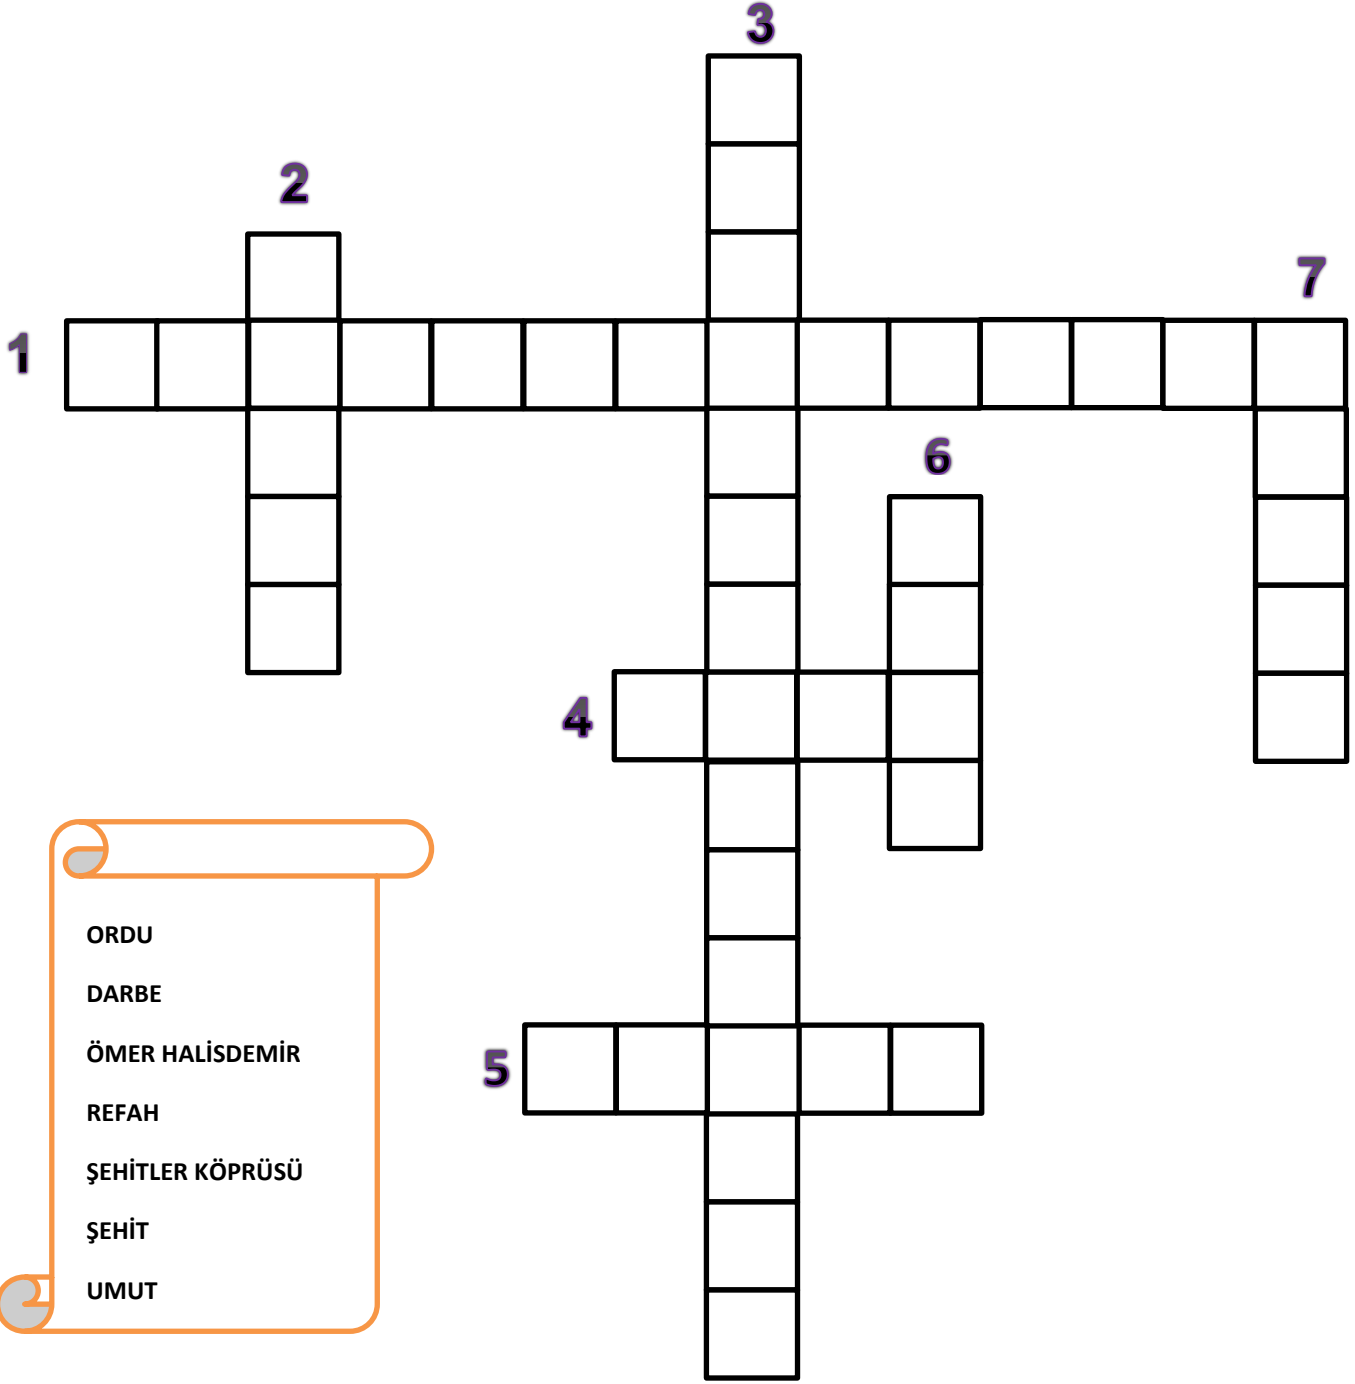 3
2
7
1
6
4
5
ORDU
DARBE
ÖMER HALİSDEMİR
REFAH
ŞEHİTLER KÖPRÜSÜ
ŞEHİT
UMUT